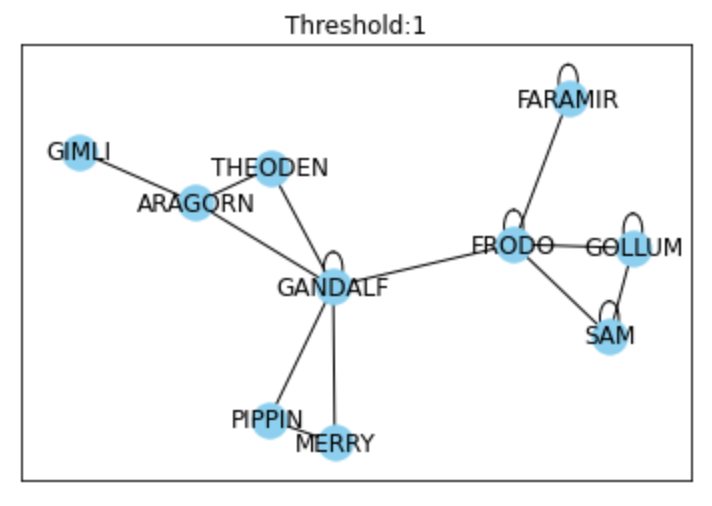 Threshold:1
FARAMIR
GIMLI
THEODEN
ARAGORN
FRODO
GOLLUM
GANDALF
SAM
PIPPIN
MERRY